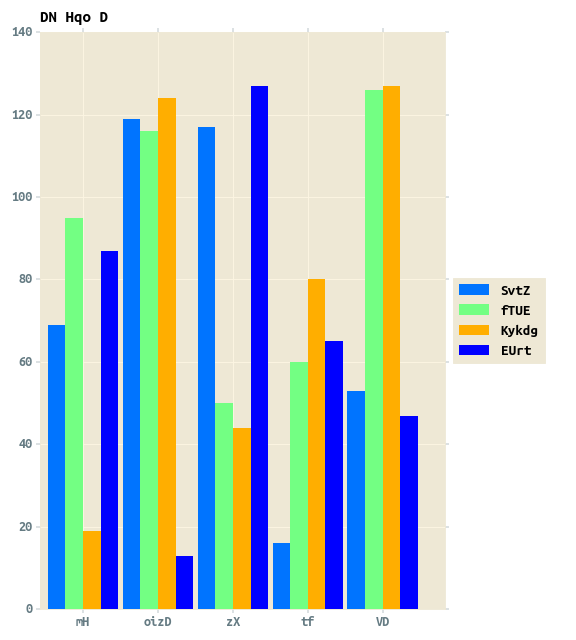 DN Hqo D
140
120
100
80
60
40
20
0
mH oizD zX tf VD
SvtZ
fTUE
Kykdg
EUrt